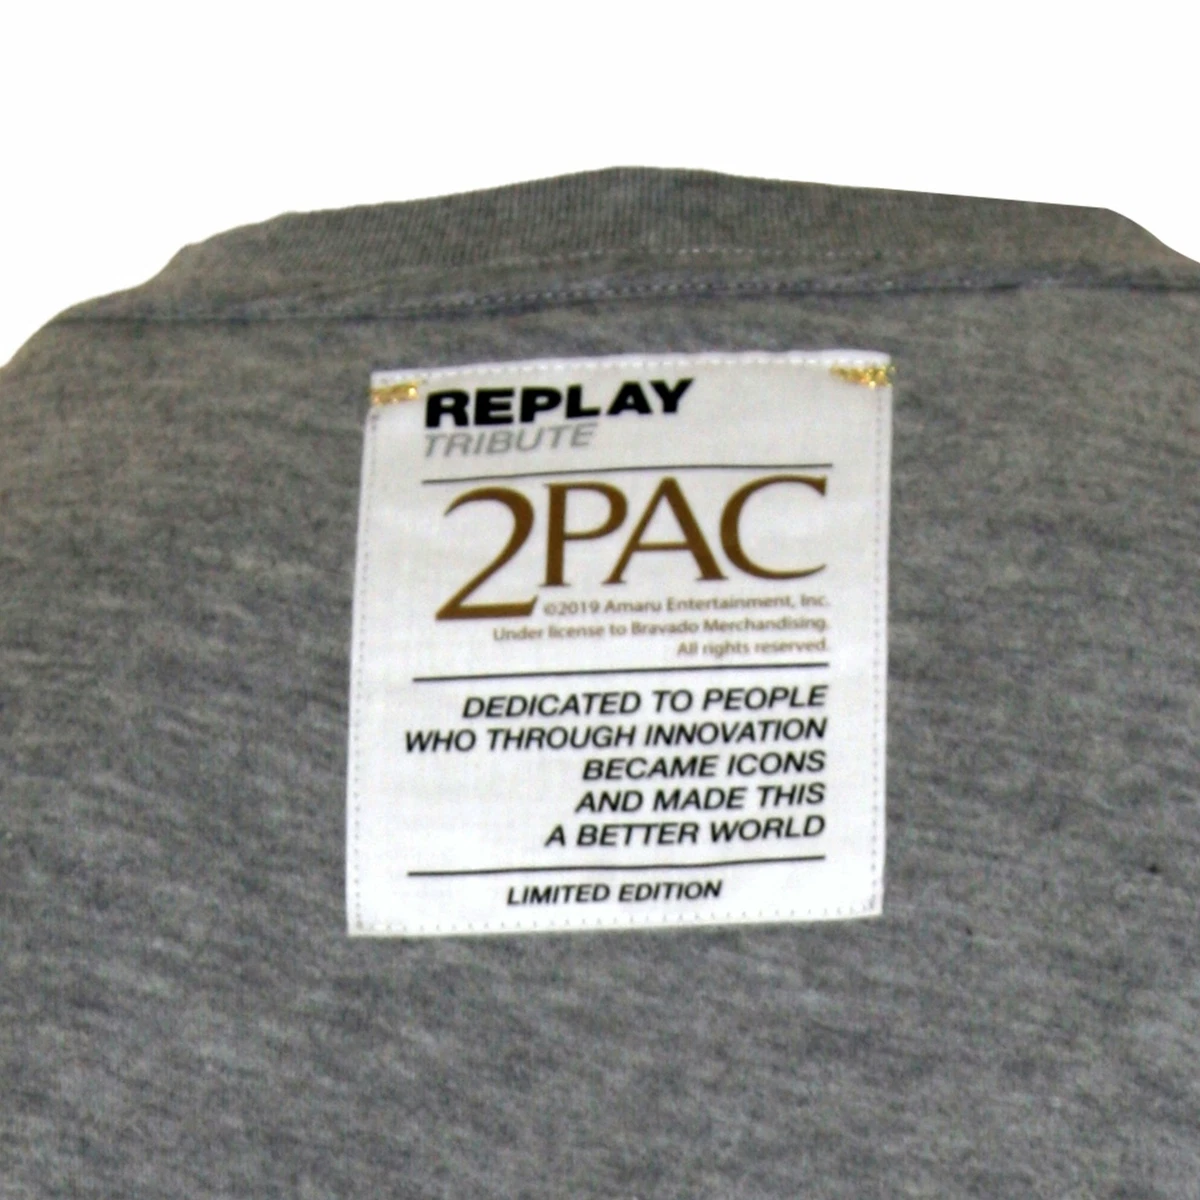 REPLAY
TRIBUTE
2PAC
©2019 Amaru Entertainment, Inc.
Under license to Bravado Merchandising.
All rights reserved.
DEDICATED TO PEOPLE
WHO THROUGH INNOVATION
BECAME ICONS
AND MADE THIS
A BETTER WORLD
LIMITED EDITION